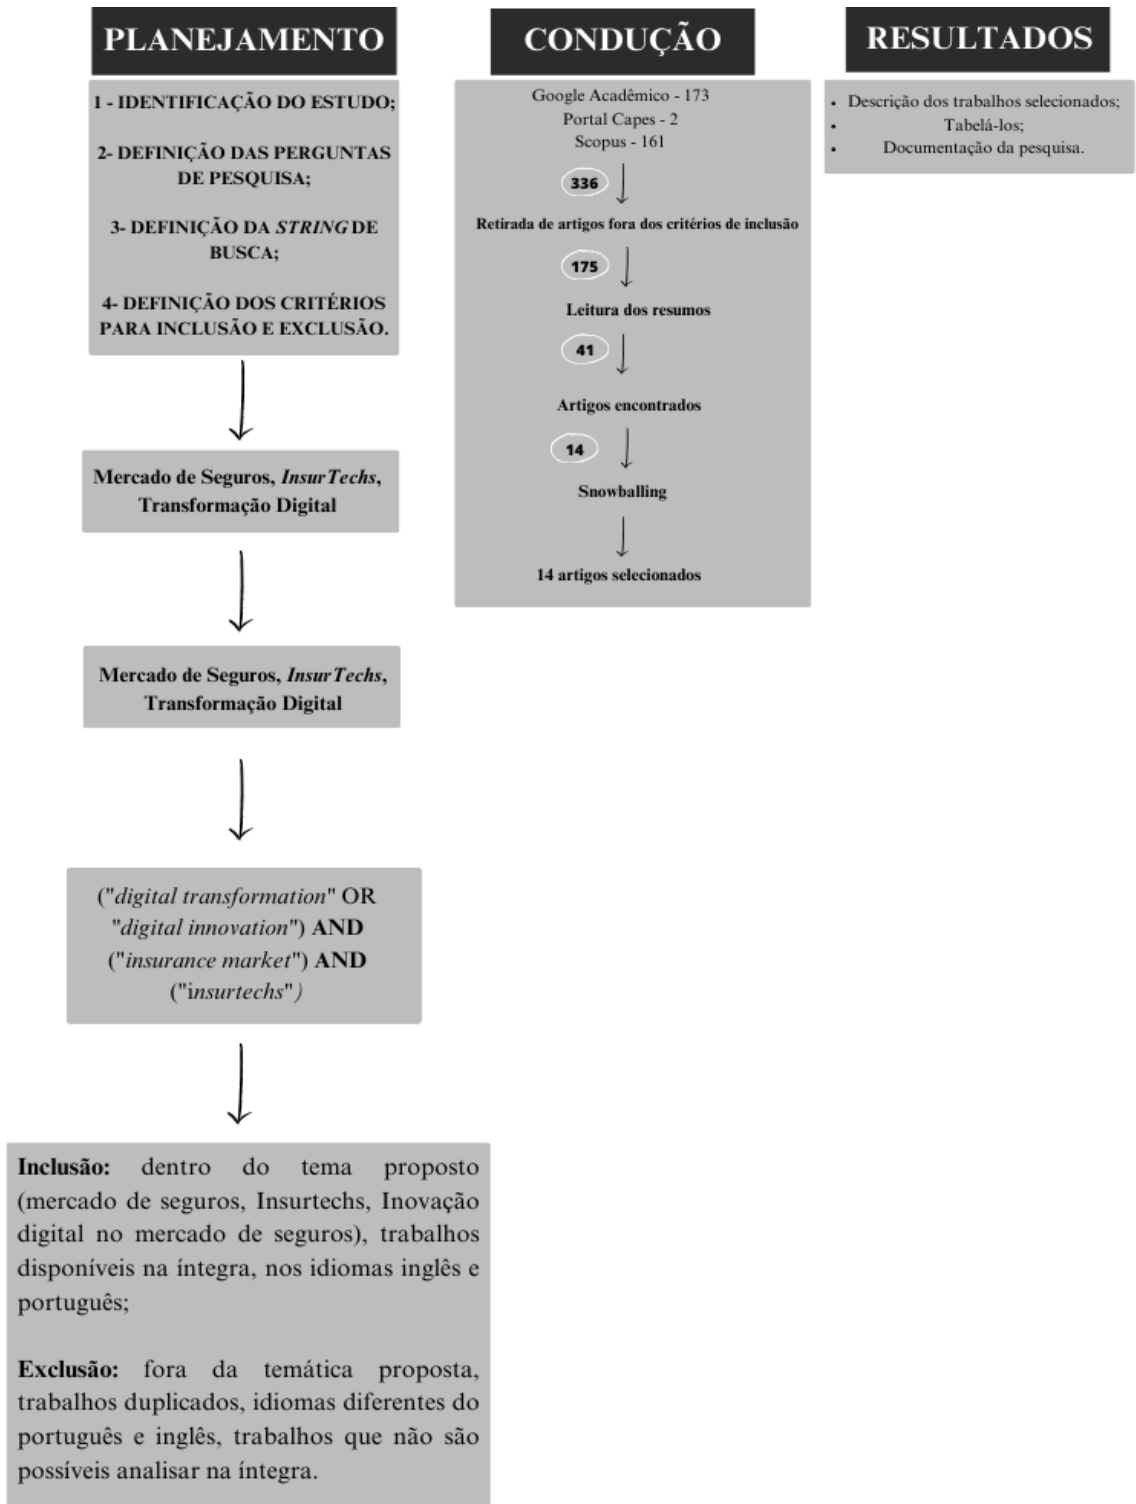 PLANEJAMENTO
1 - IDENTIFICAÇÃO DO ESTUDO;
2- DEFINIÇÃO DAS PERGUNTAS
DE PESQUISA;
3- DEFINIÇÃO DA STRING DE
BUSCA;
4- DEFINIÇÃO DOS CRITÉRIOS
PARA INCLUSÃO E EXCLUSÃO.
Mercado de Seguros, InsurTechs,
Transformação Digital
Mercado de Seguros, InsurTechs,
Transformação Digital
("digital transformation" OR
"digital innovation") AND
("insurance market") AND
("insurtechs")
Inclusão: dentro do tema proposto
(mercado de seguros, Insurtechs, Inovação
digital no mercado de seguros), trabalhos
disponíveis na íntegra, nos idiomas inglês e
português;
Exclusão: fora da temática proposta,
trabalhos duplicados, idiomas diferentes do
português e inglês, trabalhos que não são
possíveis analisar na íntegra.
CONDUÇÃO
Google Acadêmico - 173
Portal Capes - 2
Scopus - 161
336
Retirada de artigos fora dos critérios de inclusão
175
Leitura dos resumos
41
Artigos encontrados
14
Snowballing
14 artigos selecionados
RESULTADOS
• Descrição dos trabalhos selecionados;
• Tabelá-los;
• Documentação da pesquisa.